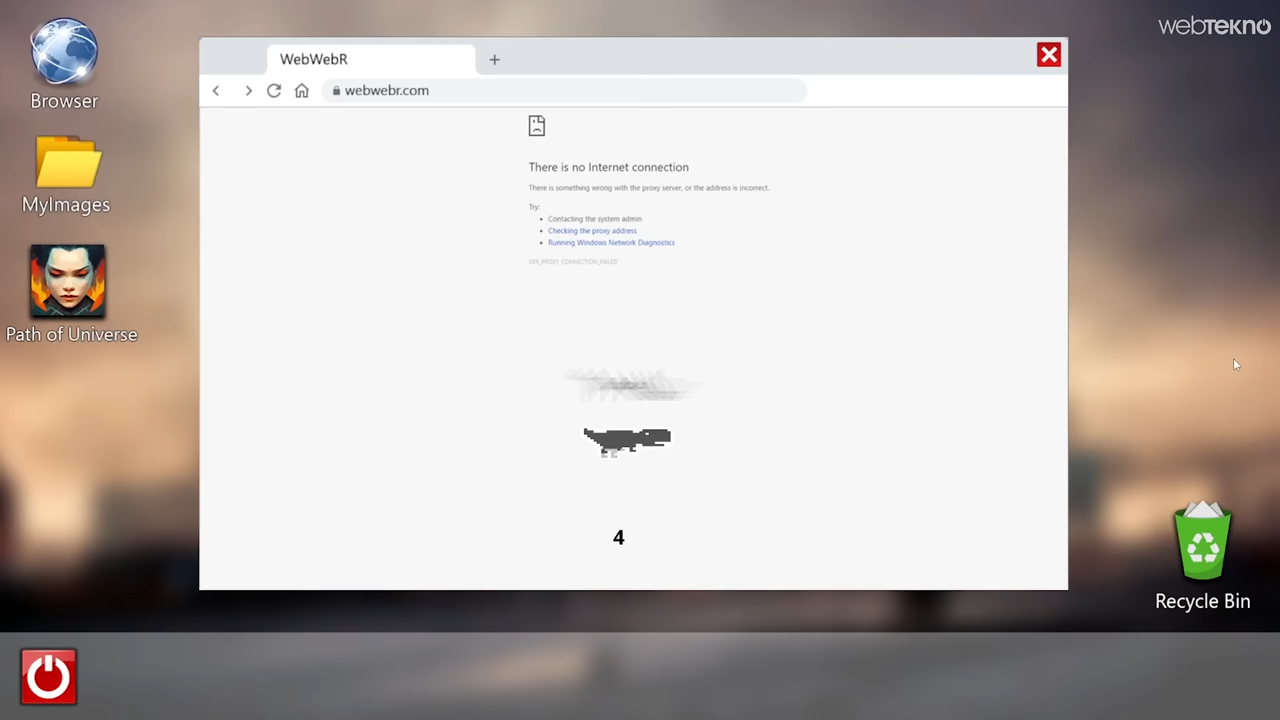 webtekno
WebWebR
webwebr.com
Browser
There is no Internet connection
There is something wrong with the proxy server, or the address is incorrect.
Try:
• Contacting the system admin
• Checking the proxy address
• Running Windows Network Diagnostics
ERR_PROXY_CONNECTION_FAILED
MyImages
Path of Universe
4
Recycle Bin